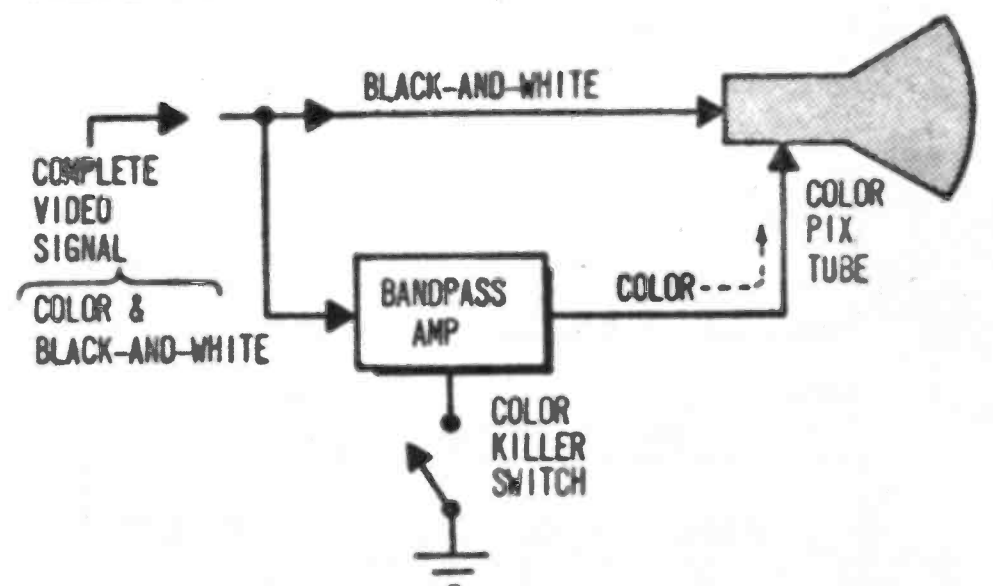 BLACK-AND-WHITE
COMPLETE
VIDEO
SIGNAL
COLOR &
BLACK-AND-WHITE
BANDPASS
AMP
COLOR
COLOR
PIX
TUBE
COLOR
KILLER
SWITCH